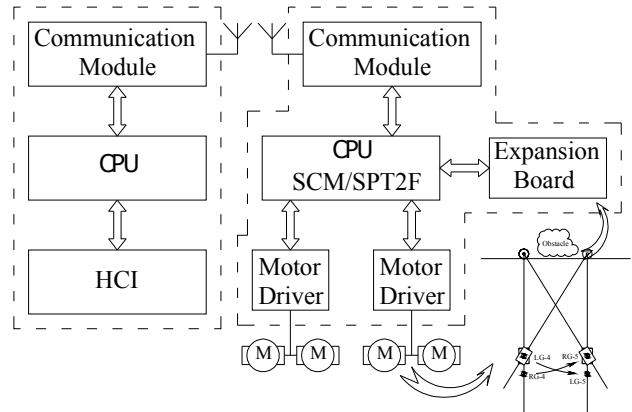 Communication
Module
CPU
HCI
Communication
Module
CPU
SCM/SPT2F
Expansion
Board
Motor
Driver
Motor
Driver
M
M
M
M
Obstacle
LG-4
RG-5
RG-4
LG-5